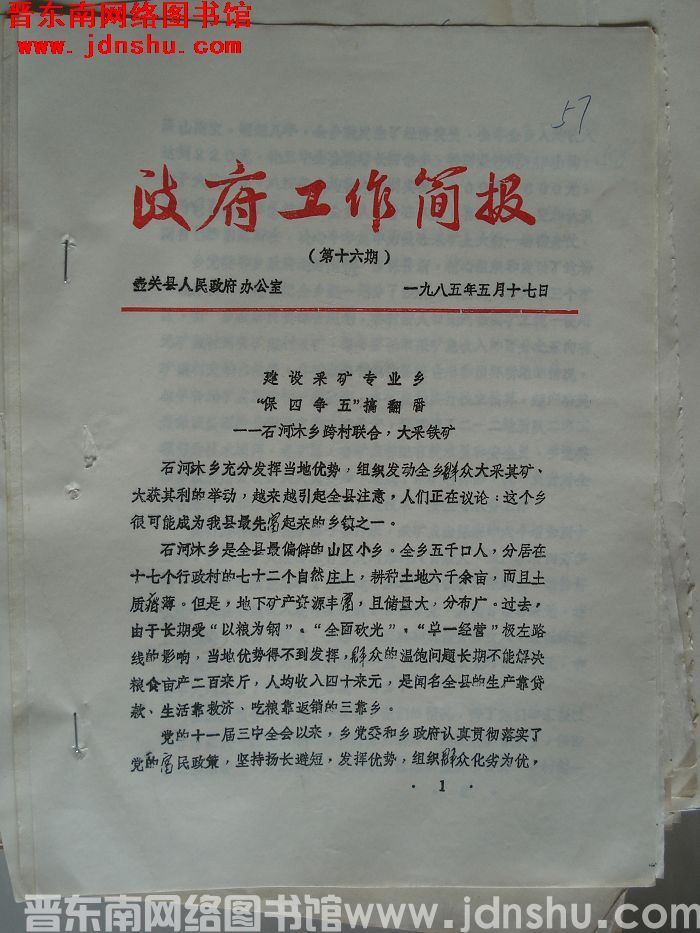 晋东南网络图书馆
www.jdnshu.com
57
政府工作简报
（第十六期）
壶关县人民政府办公室 一九八五年五月十七日
建设采矿专业乡
“保四争五”搞翻番
——石河沐乡跨村联合，大采铁矿
石河沐乡充分发挥当地优势，组织发动全乡群众大采其矿、
大获其利的举动，越来越引起全县注意，人们正在议论：这个乡
很可能成为我县最先富起来的乡镇之一。
石河沐乡是全县最偏僻的山区小乡。全乡五千口人，分居在
十七个行政村的七十二个自然庄上，耕种土地六千余亩，而且土
质瘠薄。但是，地下矿产资源丰富，且储量大，分布广。过去，
由于长期受“以粮为钢”、“全面砍光”、“单一经营”极左路
线的影响，当地优势得不到发挥，群众的温饱问题长期不能解决
粮食亩产二百来斤，人均收入四十来元，是闻名全县的生产靠贷
款、生活靠救济、吃粮靠返销的三靠乡。
党的十一届三中全会以来，乡党委和乡政府认真贯彻落实了
党的富民政策，坚持扬长避短，发挥优势，组织群众化劣为优，
· 1 ·
晋东南网络图书馆 www.jdnshu.com